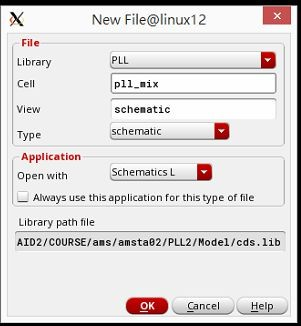 New File@linux12
File
Library PLL
Cell pll_mix
View schematic
Type schematic
Application
Open with Schematics L
Always use this application for this type of file
Library path file
AID2/COURSE/ams/amsta02/PLL2/Model/cds.lib
OK Cancel Help